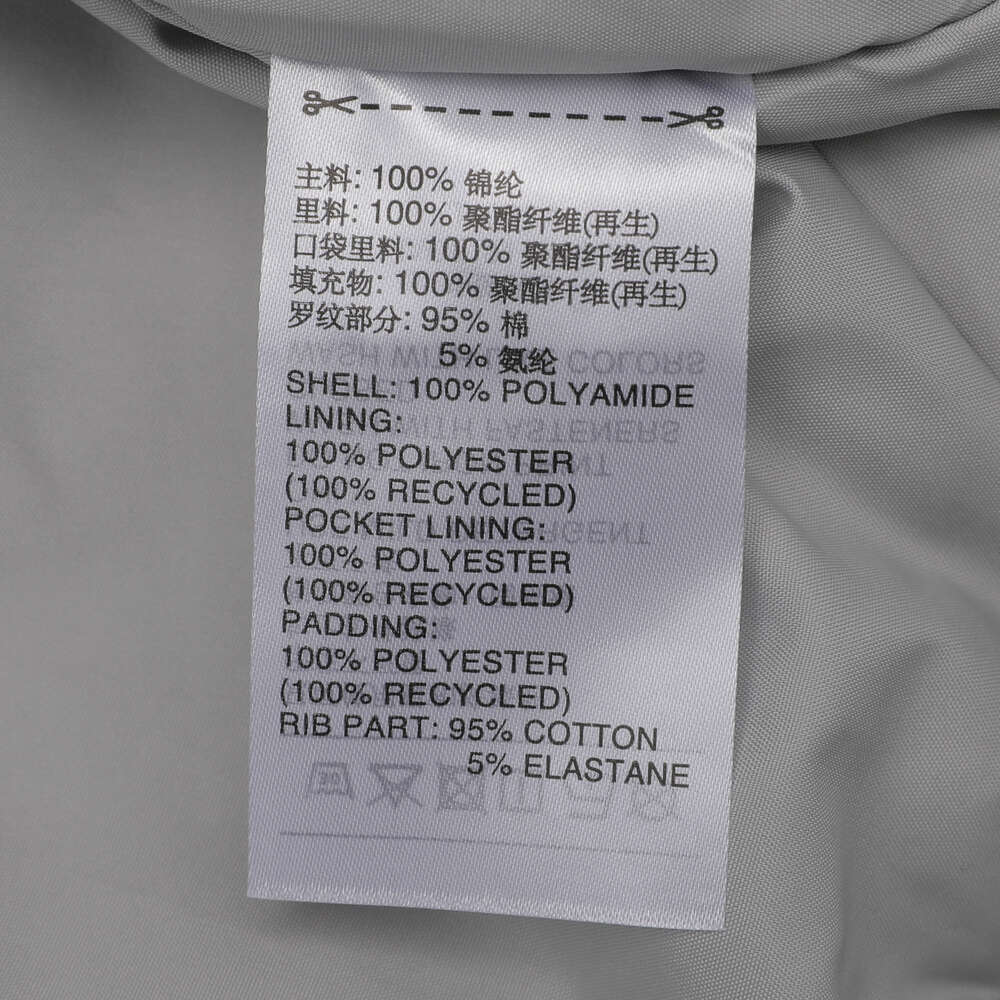 主料: 100% 锦纶
里料: 100% 聚酯纤维(再生)
口袋里料: 100% 聚酯纤维(再生)
填充物: 100% 聚酯纤维(再生)
罗纹部分: 95% 棉
5% 氨纶
SHELL: 100% POLYAMIDE
LINING:
100% POLYESTER
(100% RECYCLED)
POCKET LINING:
100% POLYESTER
(100% RECYCLED)
PADDING:
100% POLYESTER
(100% RECYCLED)
RIB PART: 95% COTTON
5% ELASTANE